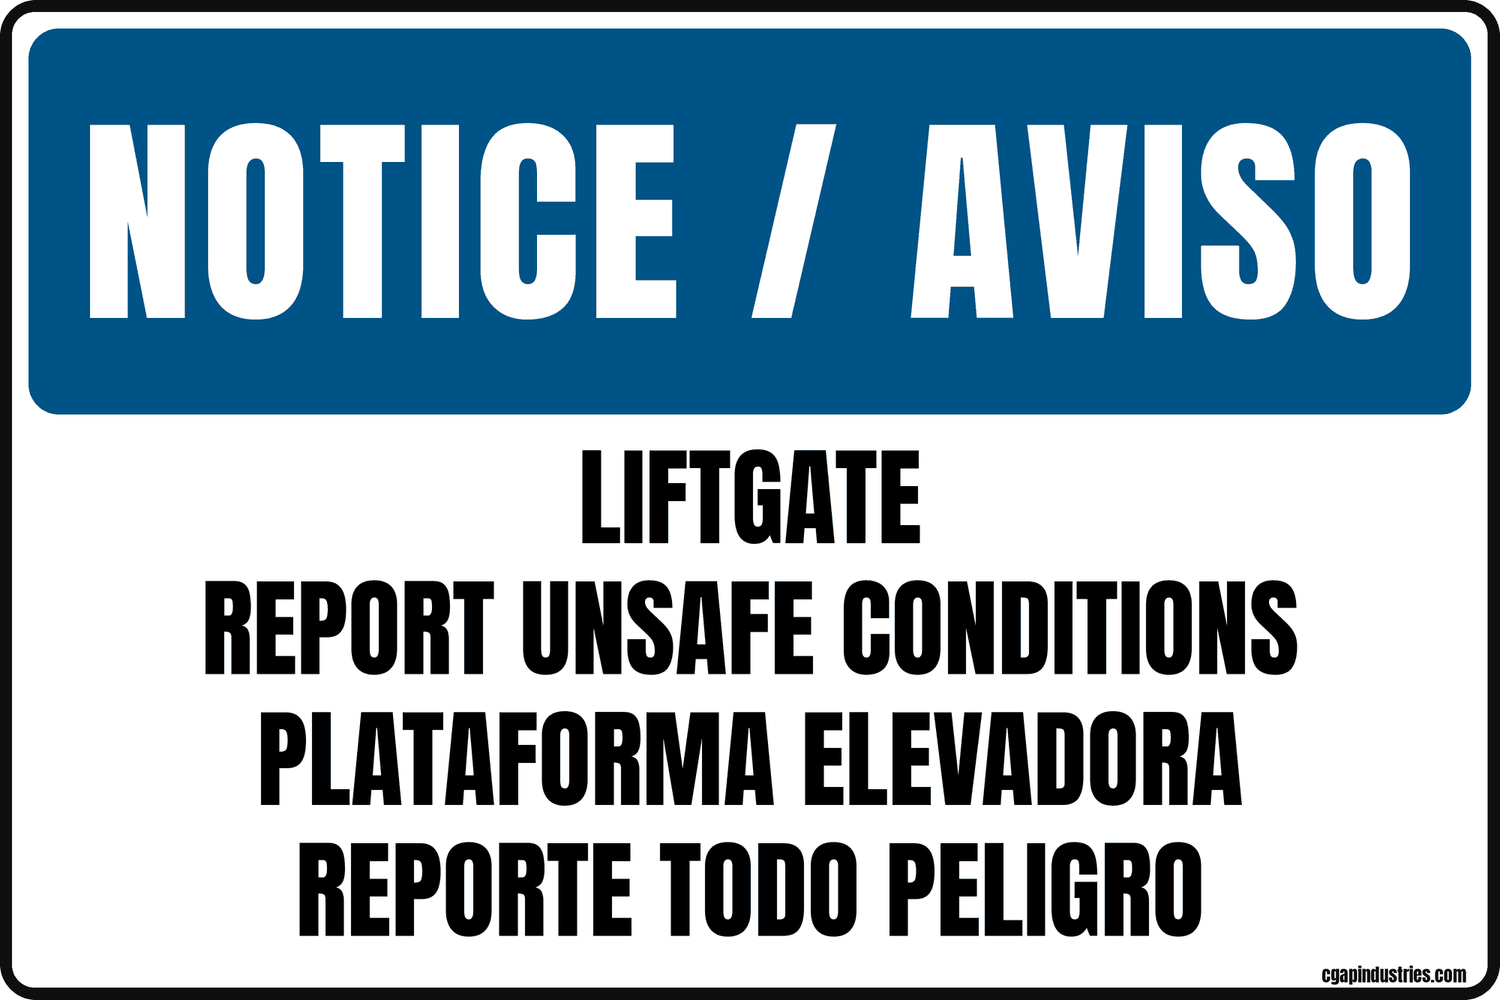 NOTICE / AVISO
LIFTGATE
REPORT UNSAFE CONDITIONS
PLATAFORMA ELEVADORA
REPORTE TODO PELIGRO
cgapindustries.com